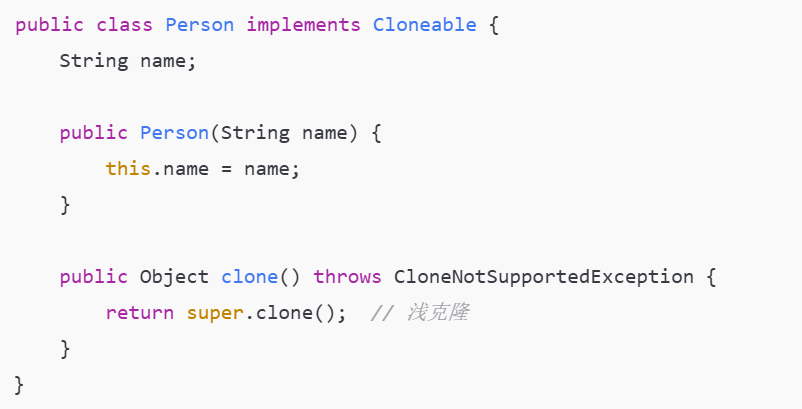 public class Person implements Cloneable {
    String name;

    public Person(String name) {
        this.name = name;
    }

    public Object clone() throws CloneNotSupportedException {
        return super.clone();  // 浅克隆
    }
}